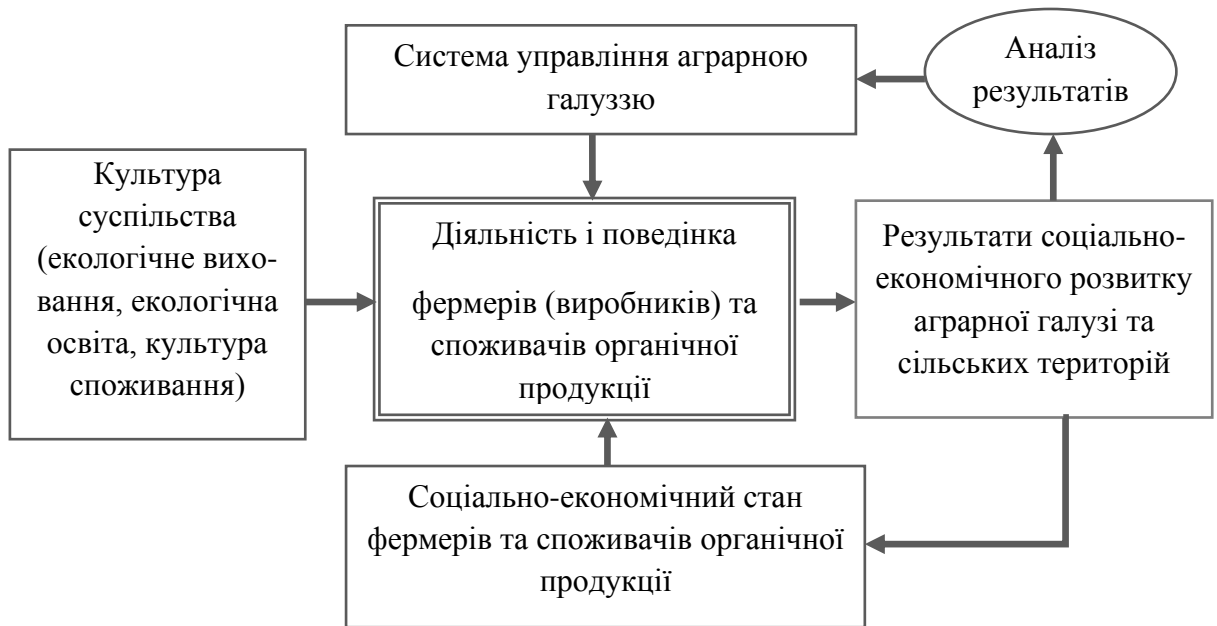 Система управління аграрною
галуззю
Аналіз
результатів
Культура
суспільства
(екологічне вихо-
вання, екологічна
освіта, культура
споживання)
Діяльність і поведінка
фермерів (виробників) та
споживачів органічної
продукції
Результати соціально-
економічного розвитку
аграрної галузі та
сільських територій
Соціально-економічний стан
фермерів та споживачів органічної
продукції